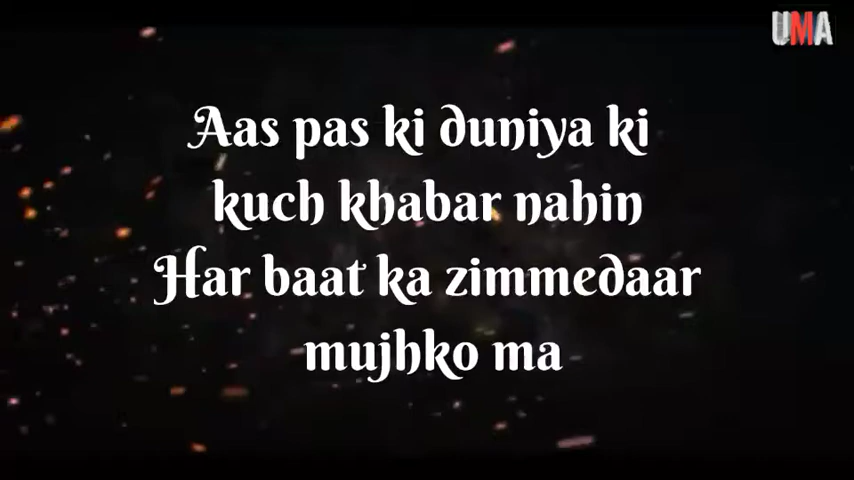 UMA
Aas pas ki duniya ki
kuch khabar nahin
Har baat ka zimmedaar
mujhko ma